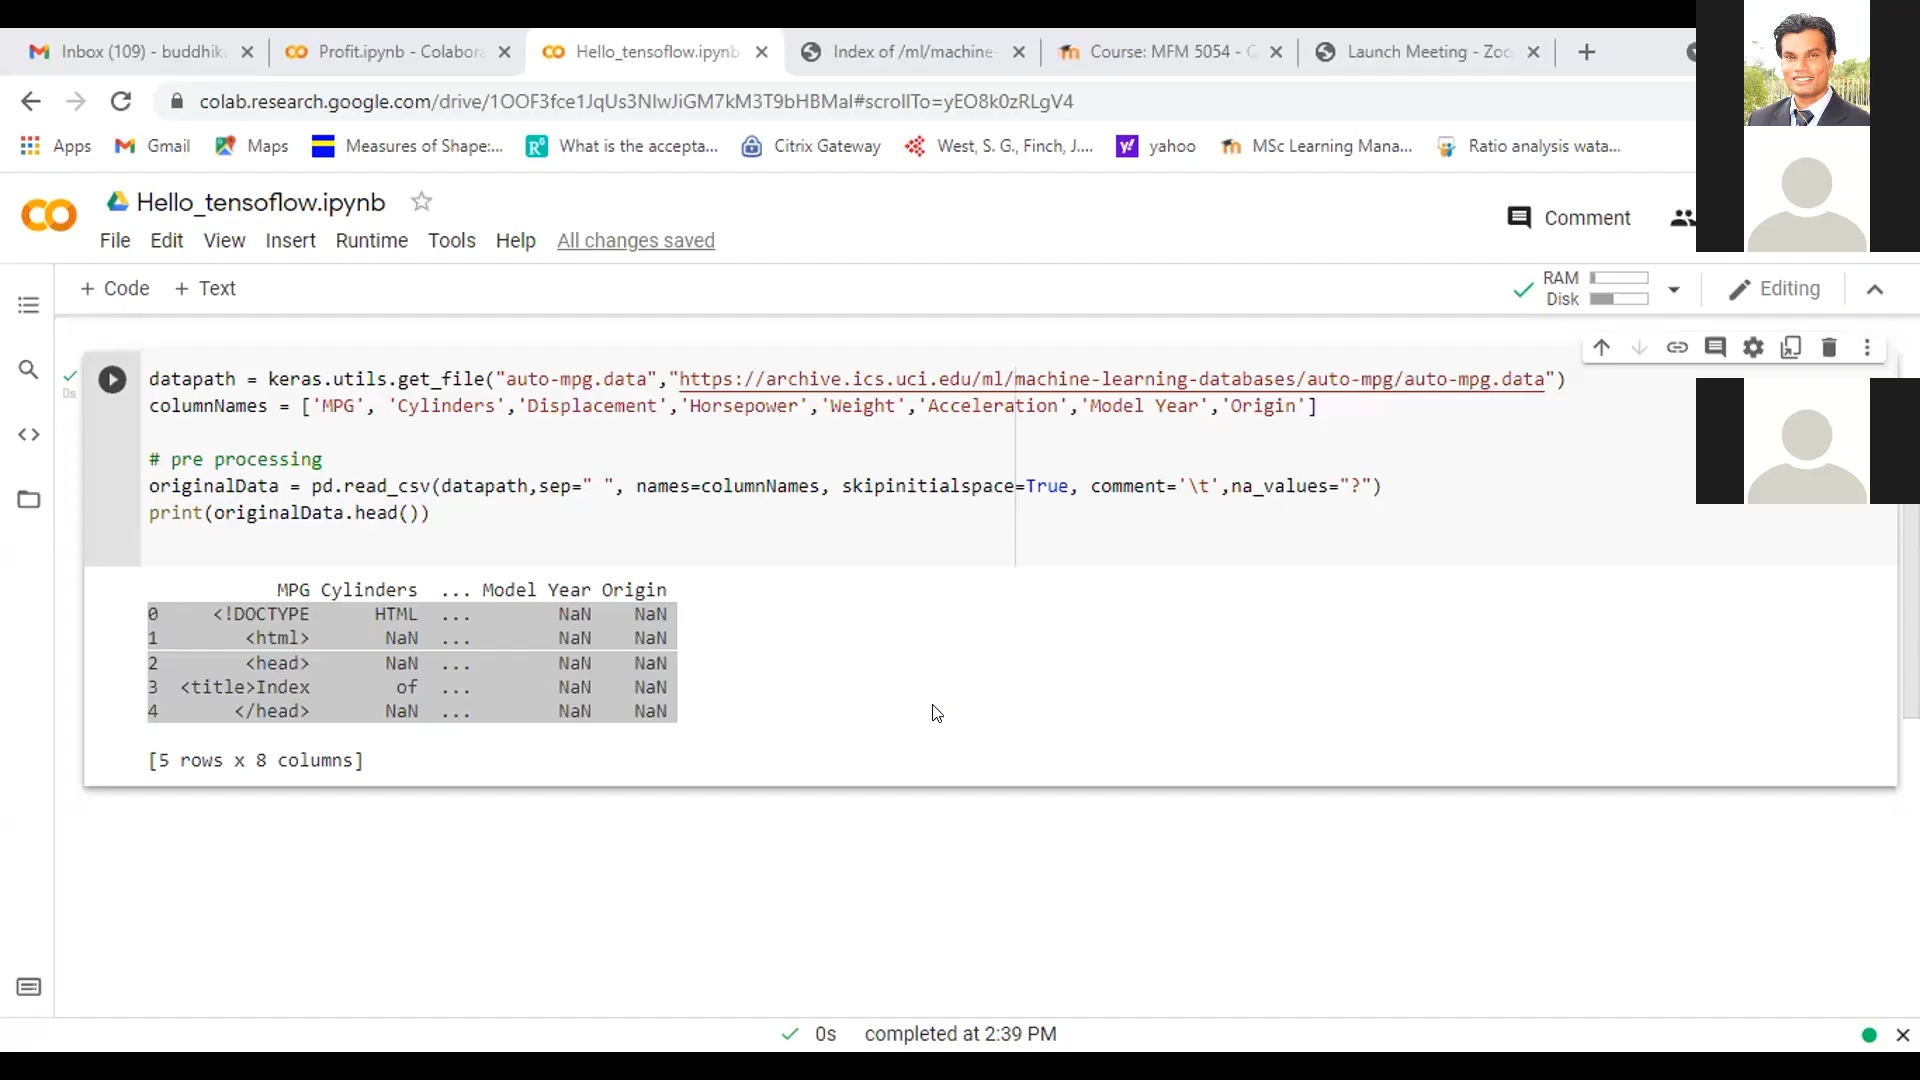 Inbox (109) - buddhik
Profit.ipynb - Colabor
Hello_tensoflow.ipynb
Index of /ml/machine-
Course: MFM 5054 -
Launch Meeting - Zoo
colab.research.google.com/drive/1OOF3fce1JqUs3NIwJiGM7kM3T9bHBMaI#scrollTo=yEO8k0zRLgV4
Apps
Gmail
Maps
Measures of Shape:...
What is the accepta...
Citrix Gateway
West, S. G., Finch, J....
yahoo
MSc Learning Mana...
Ratio analysis wata...
Hello_tensoflow.ipynb
Comment
File Edit View Insert Runtime Tools Help All changes saved
+ Code + Text
RAM
Disk
Editing
0s
datapath = keras.utils.get_file("auto-mpg.data","https://archive.ics.uci.edu/ml/machine-learning-databases/auto-mpg/auto-mpg.data")
columnNames = ['MPG', 'Cylinders','Displacement','Horsepower','Weight','Acceleration','Model Year','Origin']
# pre processing
originalData = pd.read_csv(datapath,sep=" ", names=columnNames, skipinitialspace=True, comment='\t',na_values="?")
print(originalData.head())
MPG Cylinders ... Model Year Origin
0 <!DOCTYPE HTML ... NaN NaN
1 <html> NaN ... NaN NaN
2 <head> NaN ... NaN NaN
3 <title>Index of ... NaN NaN
4 </head> NaN ... NaN NaN
[5 rows x 8 columns]
0s completed at 2:39 PM